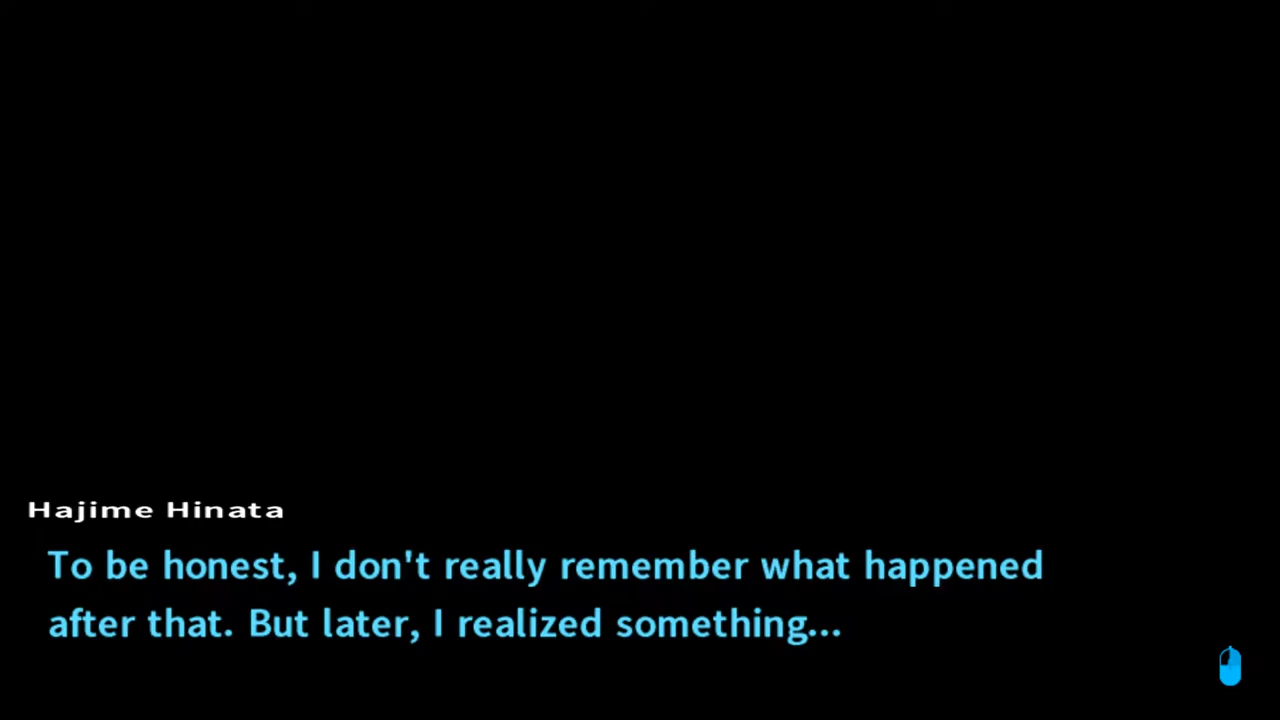 Hajime Hinata
To be honest, I don't really remember what happened
after that. But later, I realized something...